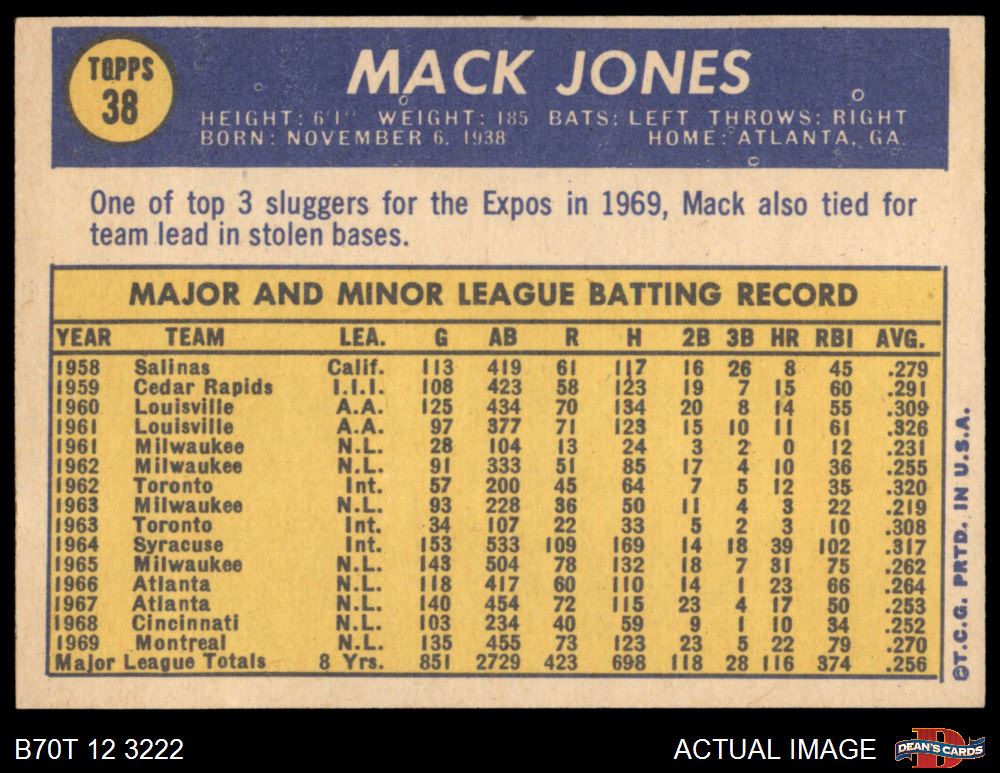 TOPPS
38
MACK JONES
HEIGHT: 6'1" WEIGHT: 185 BATS: LEFT THROWS: RIGHT
BORN: NOVEMBER 6, 1938 HOME: ATLANTA, GA.
One of top 3 sluggers for the Expos in 1969, Mack also tied for
team lead in stolen bases.
MAJOR AND MINOR LEAGUE BATTING RECORD
YEAR TEAM LEA. G AB R H 2B 3B HR RBI AVG.
1958 Salinas Calif. 113 419 61 117 16 26 8 45 .279
1959 Cedar Rapids I.I.I. 108 423 58 123 19 7 15 60 .291
1960 Louisville A.A. 125 434 70 134 20 8 14 55 .309
1961 Louisville A.A. 97 377 71 123 15 10 11 61 .326
1961 Milwaukee N.L. 28 104 13 24 3 2 0 12 .231
1962 Milwaukee N.L. 91 333 51 85 17 4 10 36 .255
1962 Toronto Int. 57 200 45 64 7 5 12 35 .320
1963 Milwaukee N.L. 93 228 36 50 11 4 3 22 .219
1963 Toronto Int. 34 107 22 33 5 2 3 10 .308
1964 Syracuse Int. 153 533 109 169 14 18 39 102 .317
1965 Milwaukee N.L. 143 504 78 132 18 7 31 75 .262
1966 Atlanta N.L. 118 417 60 110 14 1 23 66 .264
1967 Atlanta N.L. 140 454 72 115 23 4 17 50 .253
1968 Cincinnati N.L. 103 234 40 59 9 1 10 34 .252
1969 Montreal N.L. 135 455 73 123 23 5 22 79 .270
Major League Totals 8 Yrs. 851 2729 423 698 118 28 116 374 .256
©T.C.G. PRTD. IN U.S.A.
B70T 12 3222
ACTUAL IMAGE
D
DEAN'S CARDS